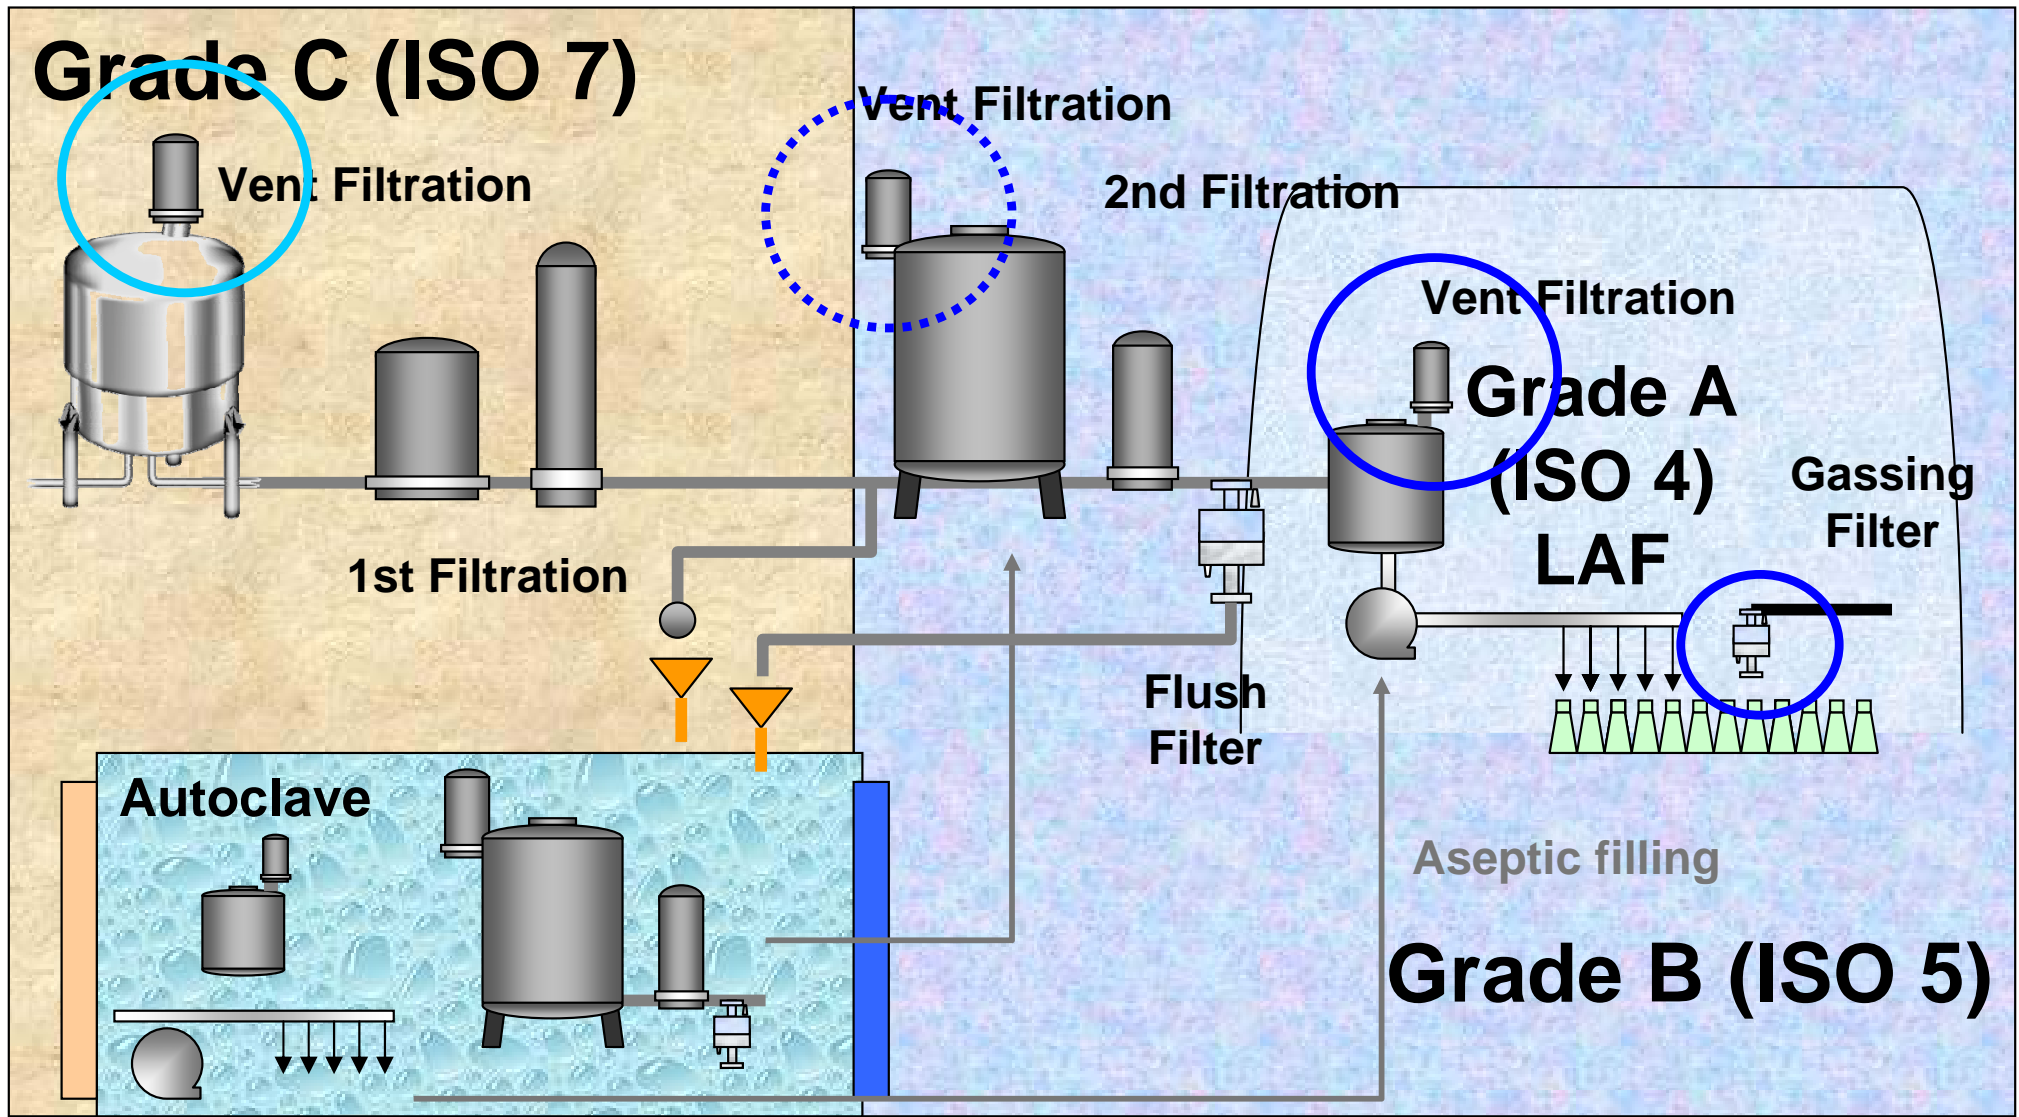 Grade C (ISO 7)
Vent Filtration
Vent Filtration
2nd Filtration
Vent Filtration
Grade A
(ISO 4)
LAF
Gassing
Filter
1st Filtration
Flush
Filter
Autoclave
Aseptic filling
Grade B (ISO 5)